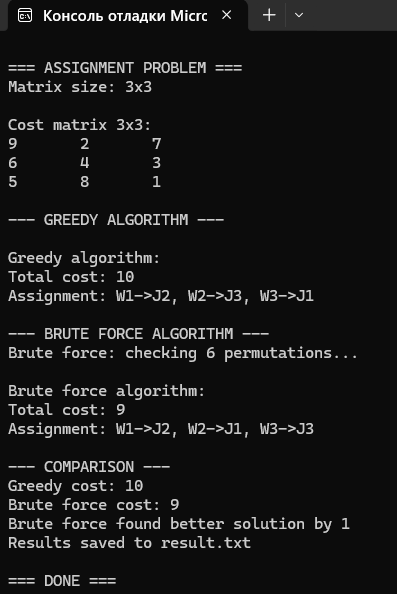 Консоль отладки Micrc
=== ASSIGNMENT PROBLEM ===
Matrix size: 3x3
Cost matrix 3x3:
9 2 7
6 4 3
5 8 1
--- GREEDY ALGORITHM ---
Greedy algorithm:
Total cost: 10
Assignment: W1->J2, W2->J3, W3->J1
--- BRUTE FORCE ALGORITHM ---
Brute force: checking 6 permutations...
Brute force algorithm:
Total cost: 9
Assignment: W1->J2, W2->J1, W3->J3
--- COMPARISON ---
Greedy cost: 10
Brute force cost: 9
Brute force found better solution by 1
Results saved to result.txt
=== DONE ===